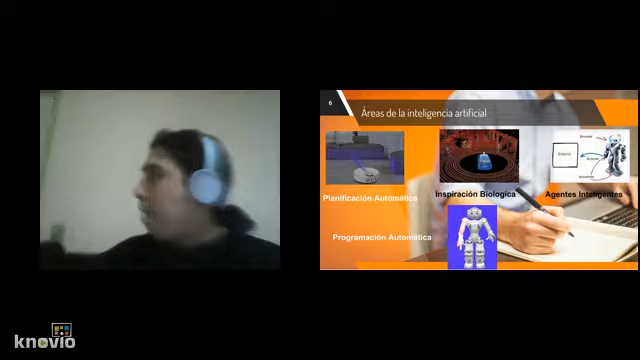 6
Áreas de la inteligencia artificial
Planificación Automática
Inspiración Biologica
Agentes Inteligentes
Programación Automática
knovio